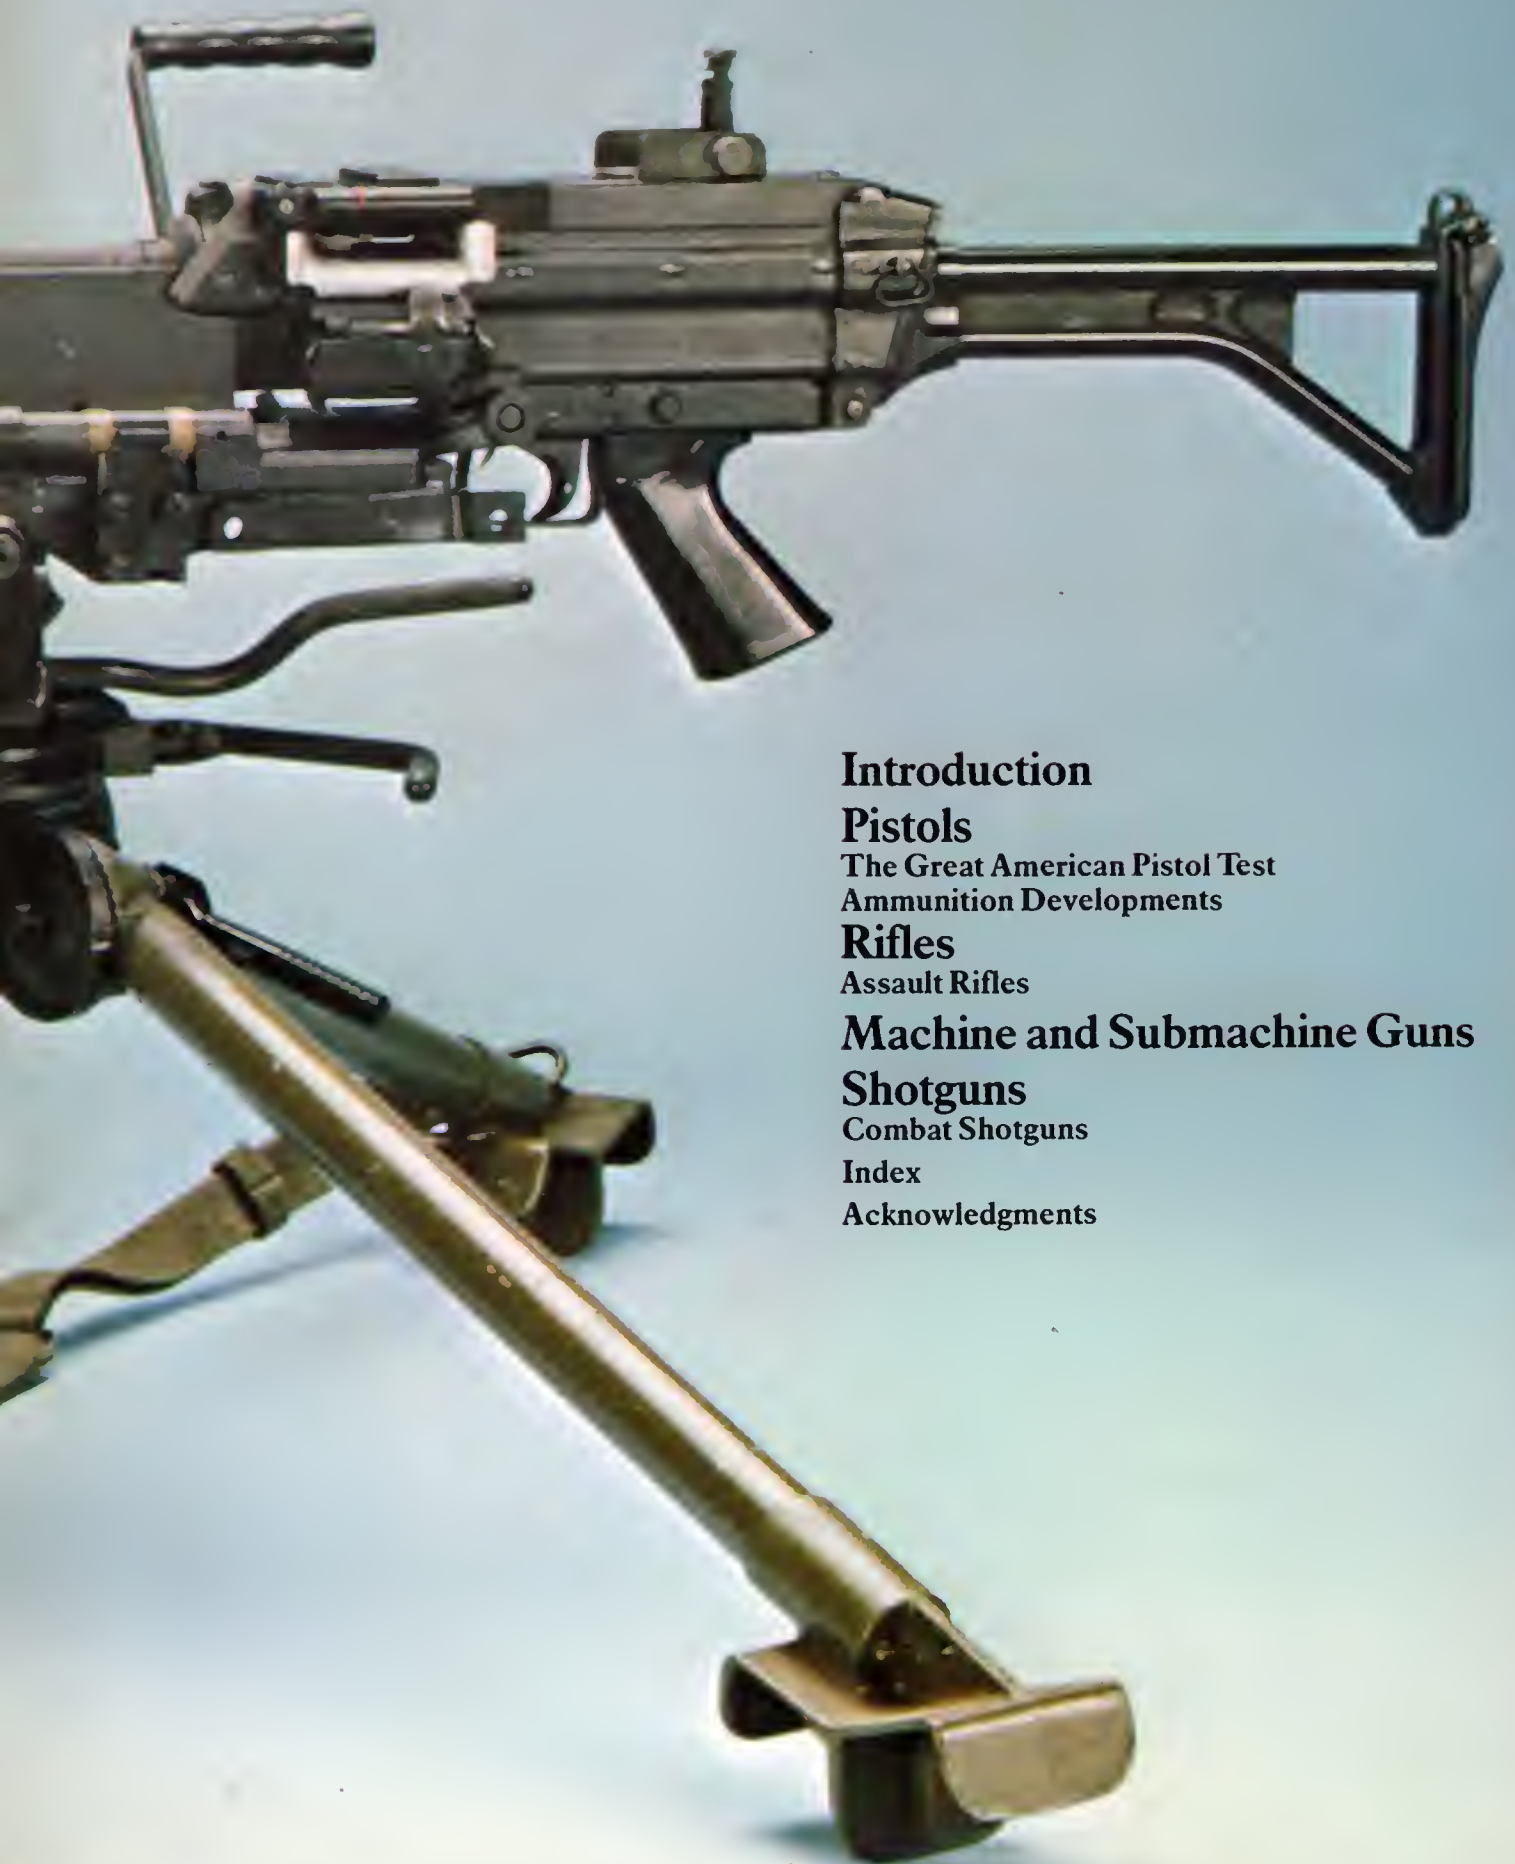 Introduction
Pistols
The Great American Pistol Test
Ammunition Developments
Rifles
Assault Rifles
Machine and Submachine Guns
Shotguns
Combat Shotguns
Index
Acknowledgments